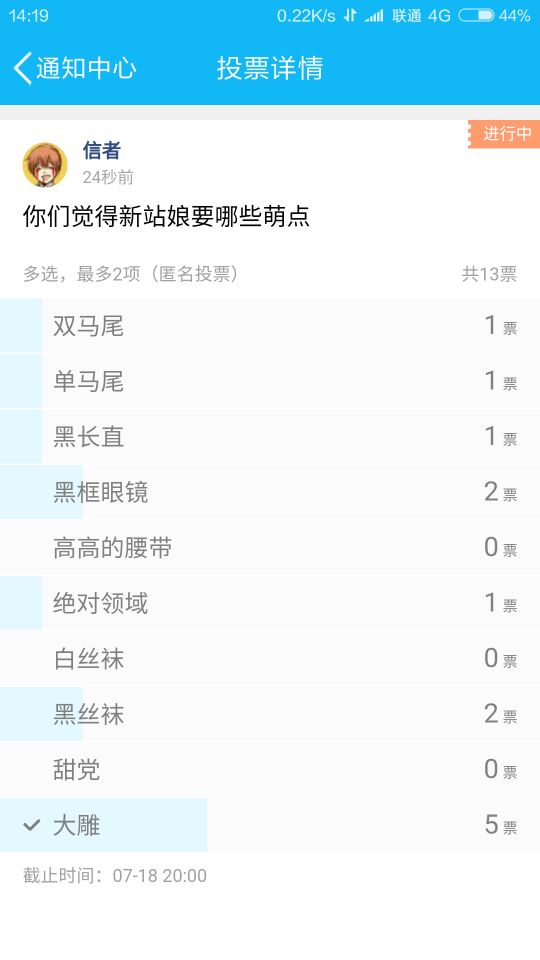 14:19 0.22K/s 联通 4G 44%
通知中心 投票详情
进行中
信者
24秒前
你们觉得新站娘要哪些萌点
多选，最多2项（匿名投票） 共13票
双马尾 1 票
单马尾 1 票
黑长直 1 票
黑框眼镜 2 票
高高的腰带 0 票
绝对领域 1 票
白丝袜 0 票
黑丝袜 2 票
甜党 0 票
大雕 5 票
截止时间：07-18 20:00